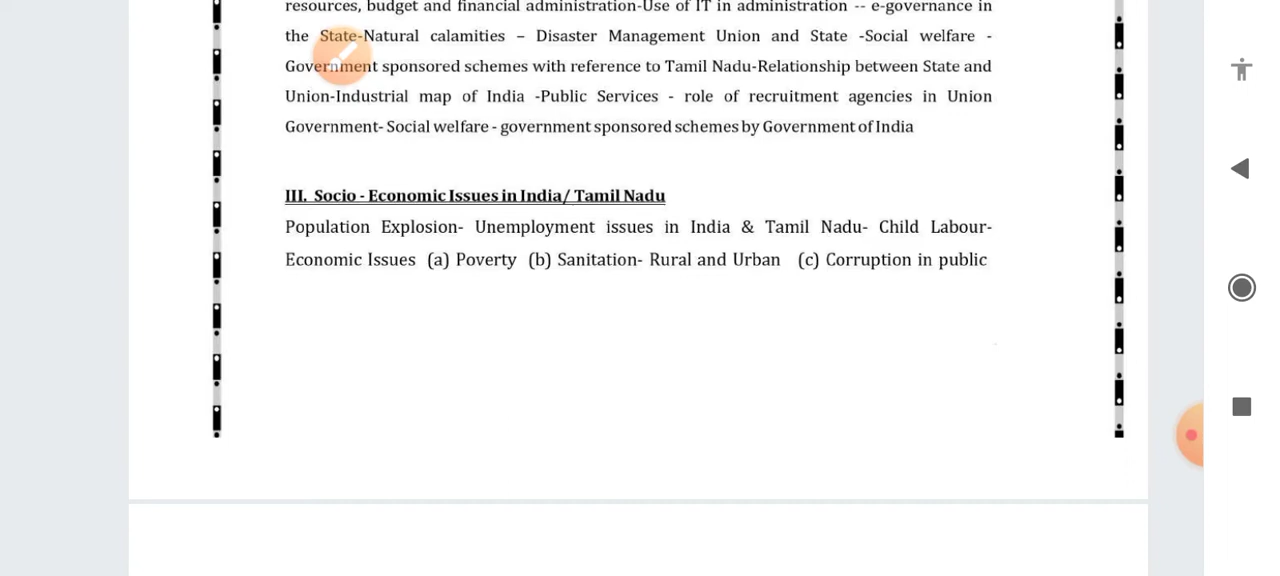 resources, budget and financial administration-Use of IT in administration -- e-governance in
the State-Natural calamities – Disaster Management Union and State -Social welfare -
Government sponsored schemes with reference to Tamil Nadu-Relationship between State and
Union-Industrial map of India -Public Services - role of recruitment agencies in Union
Government- Social welfare - government sponsored schemes by Government of India
III. Socio - Economic Issues in India/ Tamil Nadu
Population Explosion- Unemployment issues in India & Tamil Nadu- Child Labour-
Economic Issues (a) Poverty (b) Sanitation- Rural and Urban (c) Corruption in public